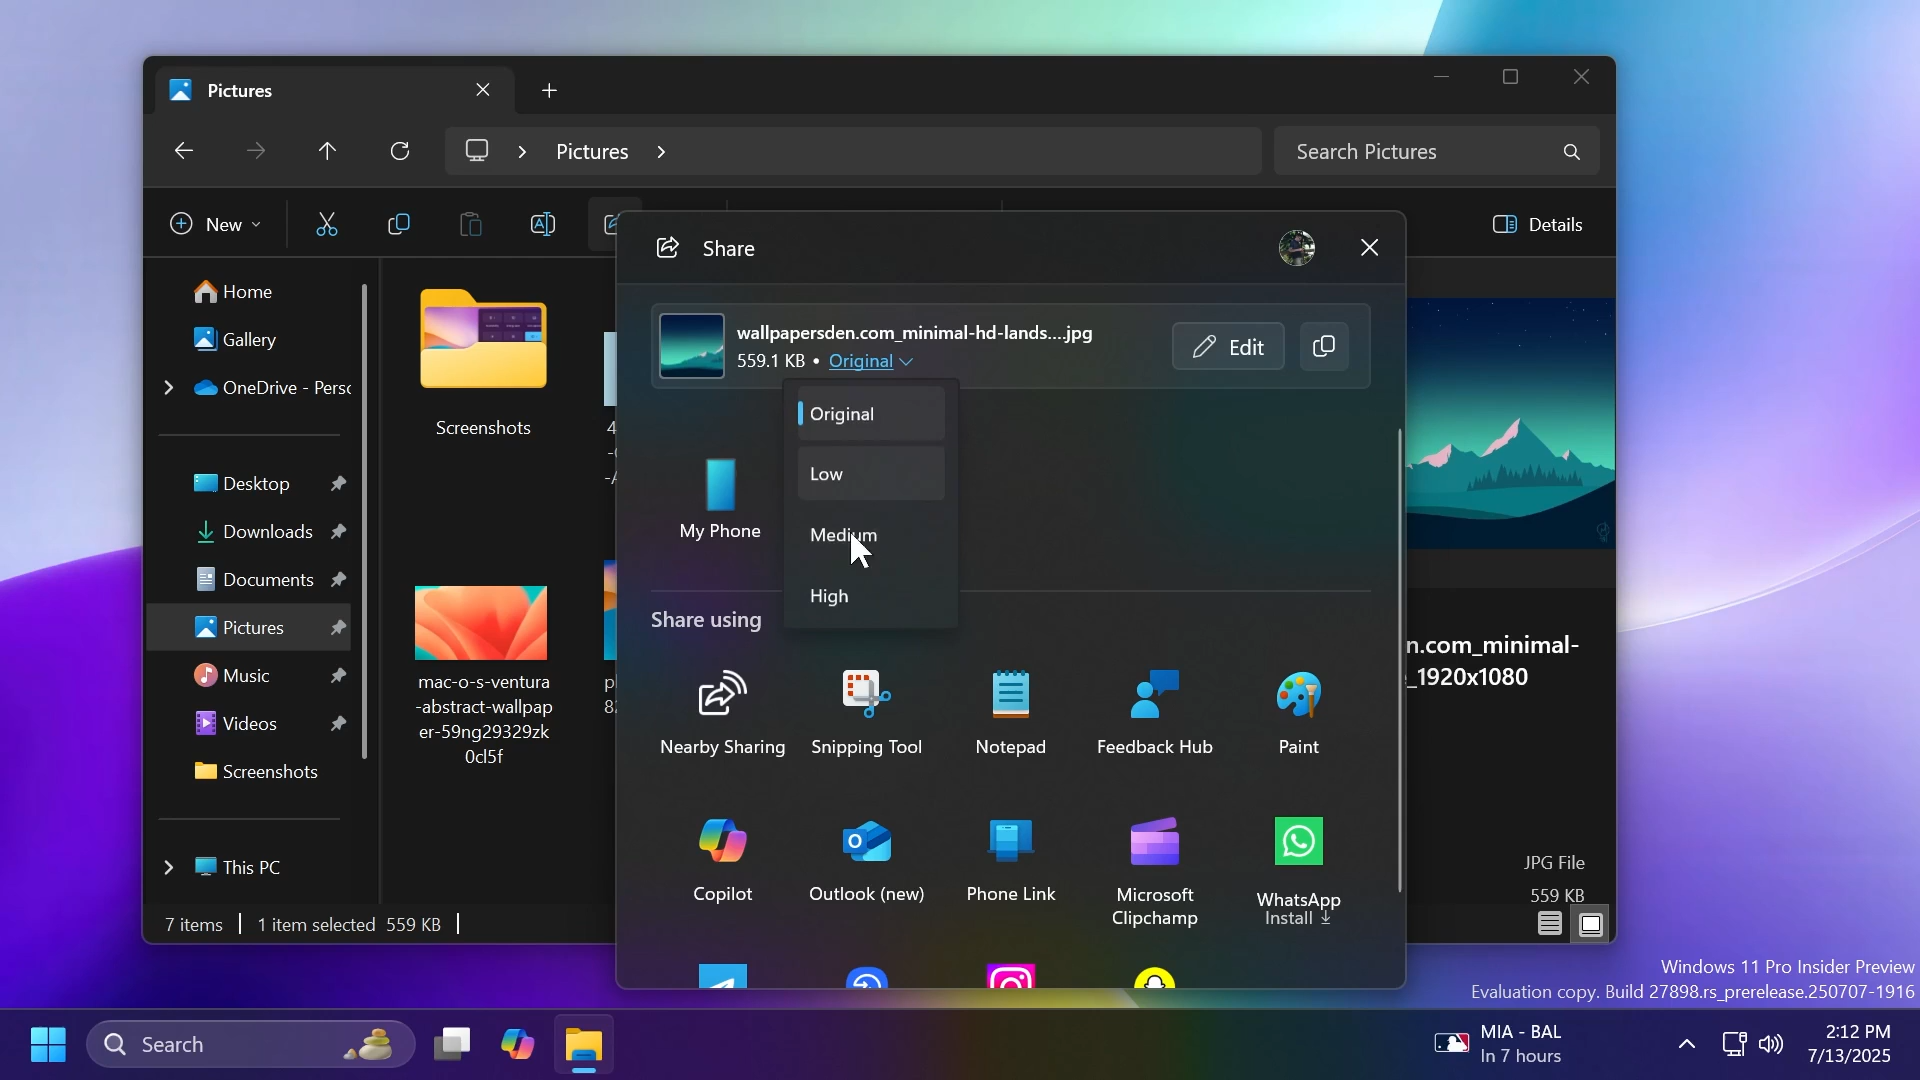 Pictures
Pictures
Search Pictures
New
Details
Share
Home
Gallery
OneDrive - Persc
Desktop
Downloads
Documents
Pictures
Music
Videos
Screenshots
This PC
Screenshots
mac-o-s-ventura
-abstract-wallpap
er-59ng29329zk
0cl5f
wallpapersden.com_minimal-hd-lands....jpg
559.1 KB • Original
Edit
Original
Low
Medium
High
My Phone
Share using
Nearby Sharing
Snipping Tool
Notepad
Feedback Hub
Paint
Copilot
Outlook (new)
Phone Link
Microsoft
Clipchamp
WhatsApp
Install
n.com_minimal-
_1920x1080
JPG File
559 KB
7 items
1 item selected 559 KB
Windows 11 Pro Insider Preview
Evaluation copy. Build 27898.rs_prerelease.250707-1916
Search
MIA - BAL
In 7 hours
2:12 PM
7/13/2025